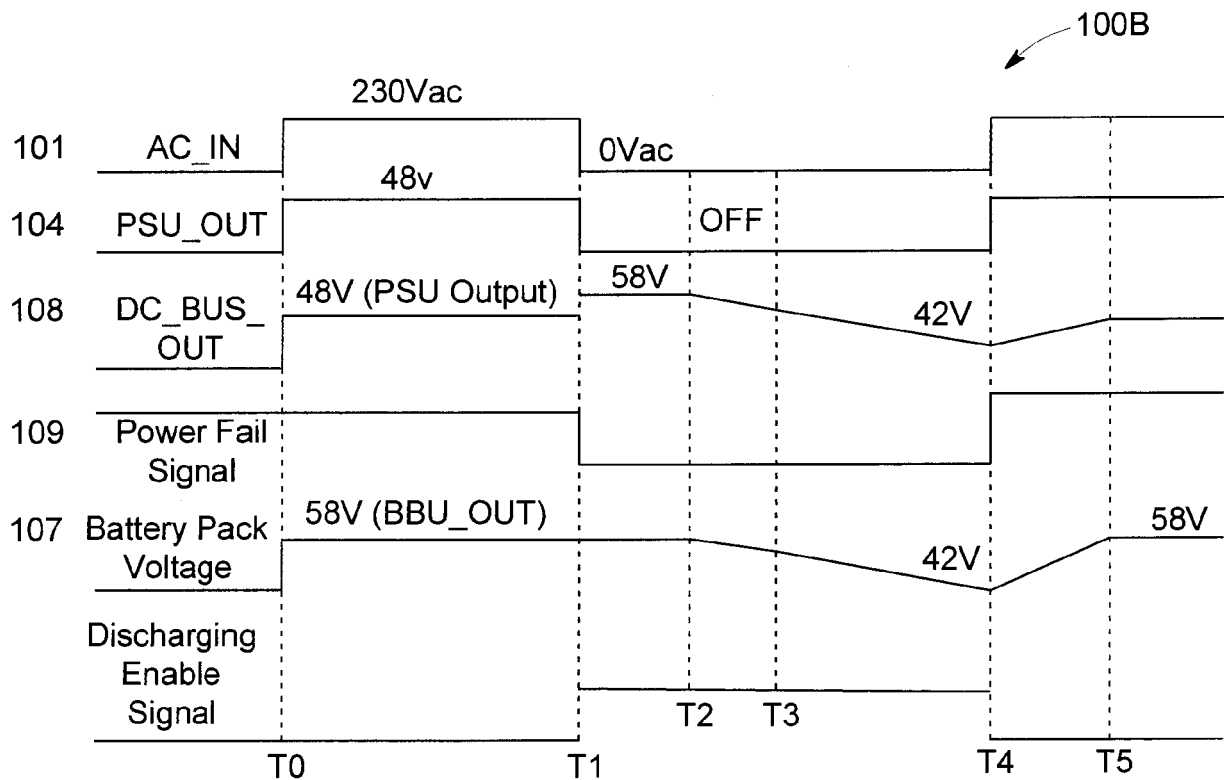 100B
230Vac
101 AC_IN 0Vac
48v
104 PSU_OUT OFF
58V
108 DC_BUS_ 48V (PSU Output) 42V
OUT
109 Power Fail
Signal
107 Battery Pack 58V (BBU_OUT) 58V
Voltage 42V
Discharging
Enable
Signal
T2 T3
T0 T1 T4 T5